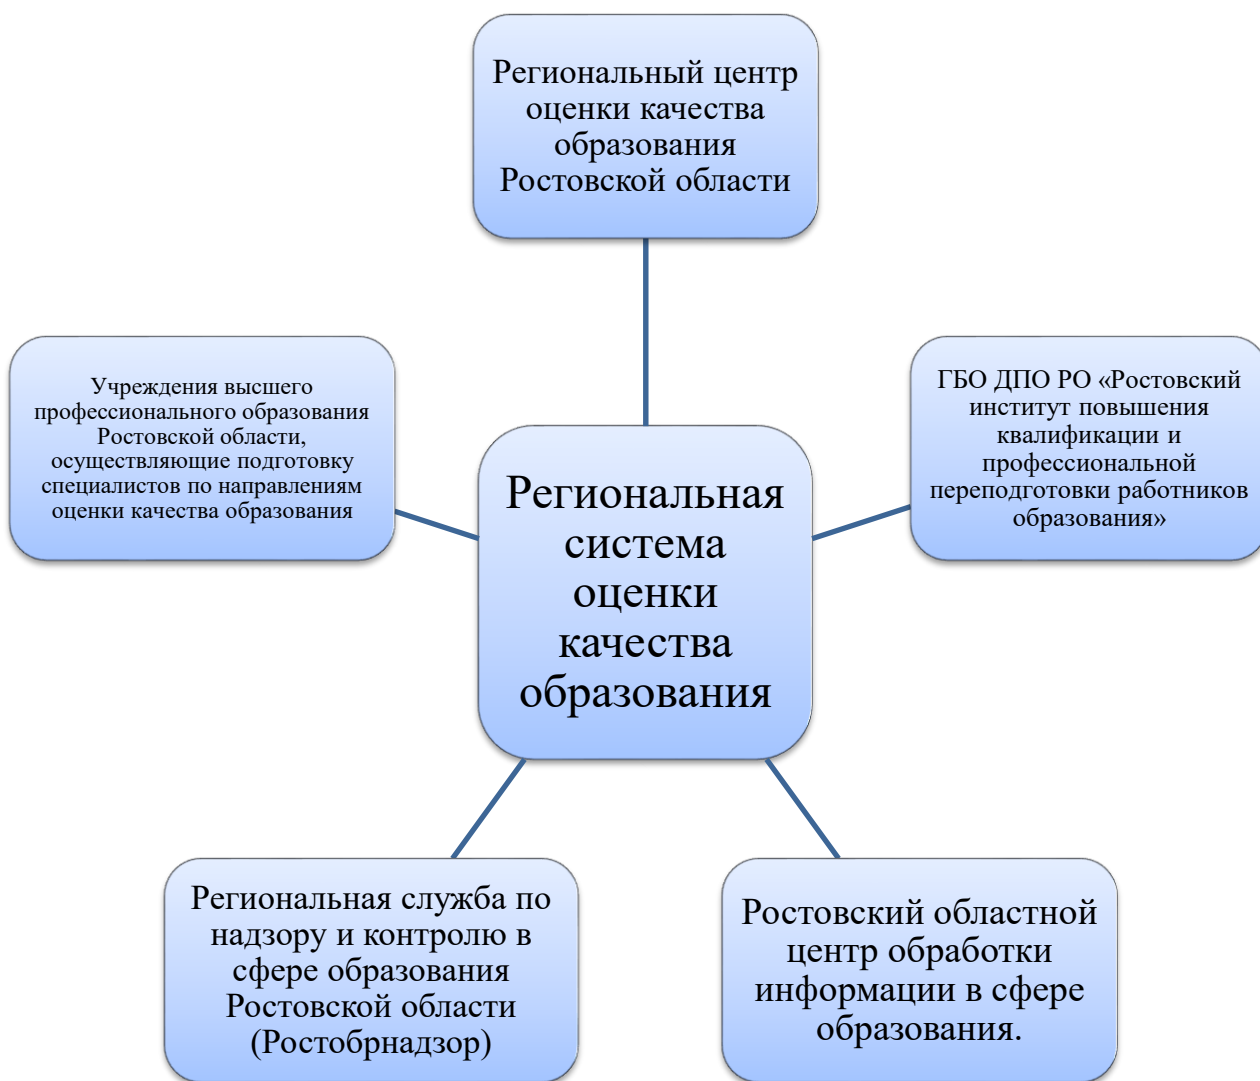 Региональный центр
оценки качества
образования
Ростовской области
Учреждения высшего
профессионального образования
Ростовской области,
осуществляющие подготовку
специалистов по направлениям
оценки качества образования
ГБО ДПО РО «Ростовский
институт повышения
квалификации и
профессиональной
переподготовки работников
образования»
Региональная
система
оценки
качества
образования
Региональная служба по
надзору и контролю в
сфере образования
Ростовской области
(Ростобрнадзор)
Ростовский областной
центр обработки
информации в сфере
образования.